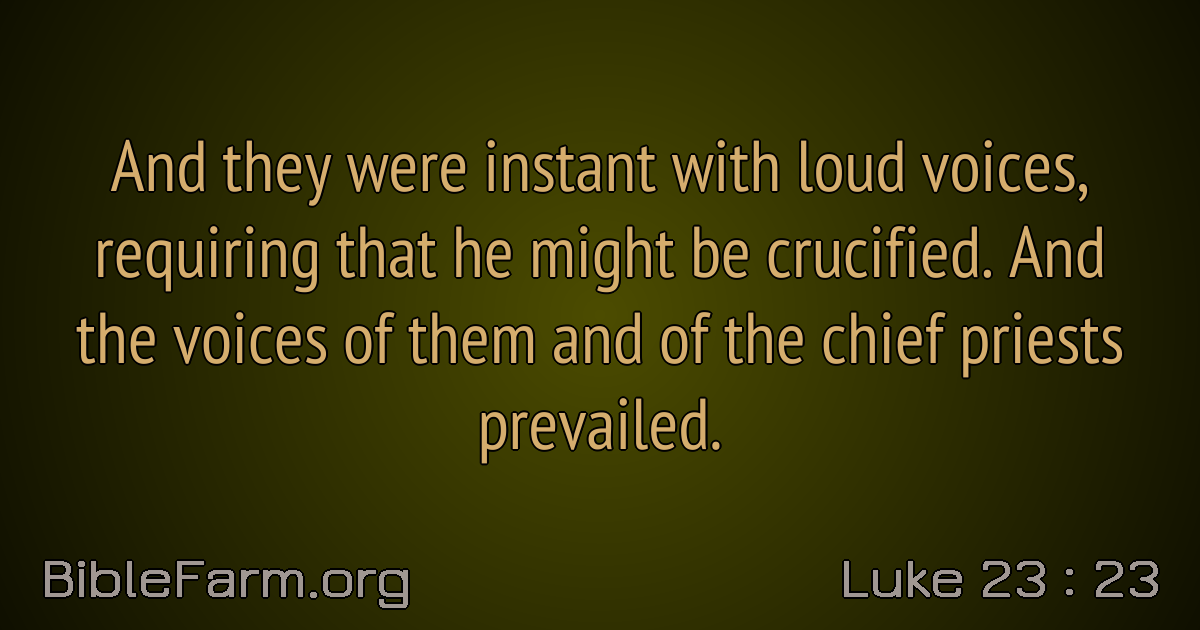 And they were instant with loud voices,
requiring that he might be crucified. And
the voices of them and of the chief priests
prevailed.
BibleFarm.org
Luke 23 : 23